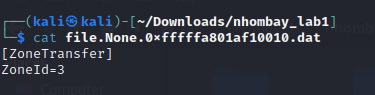 ┌──(kali㉿kali)-[~/Downloads/nhombay_lab1]
└─$ cat file.None.0×fffffa801af10010.dat
[ZoneTransfer]
ZoneId=3